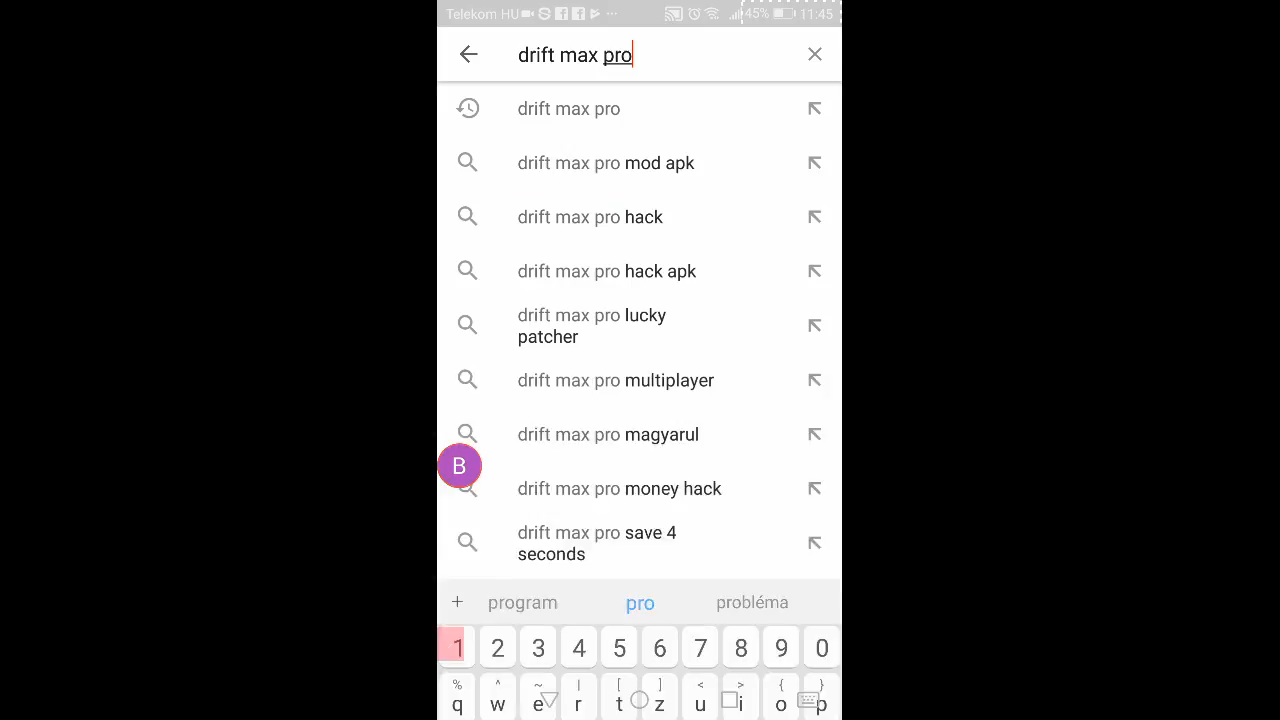 Telekom HU 45% 11:45
drift max pro
drift max pro
drift max pro mod apk
drift max pro hack
drift max pro hack apk
drift max pro lucky
patcher
drift max pro multiplayer
drift max pro magyarul
B
drift max pro money hack
drift max pro save 4
seconds
+ program pro probléma
1 2 3 4 5 6 7 8 9 0
% ^ ~ | [ ] < > { }
q w e r t z u i o p